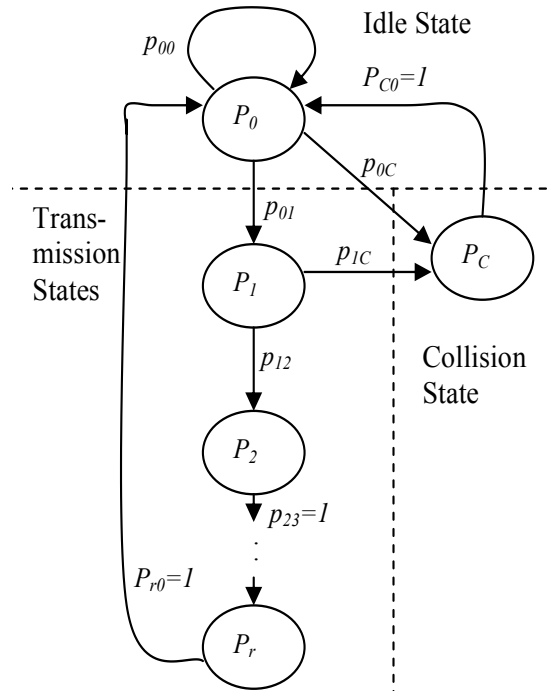 Idle State
p00
PC0=1
P0
p0C
Trans-
mission
States
p01
P1
p1C
PC
p12
Collision
State
P2
p23=1
Pr0=1
Pr